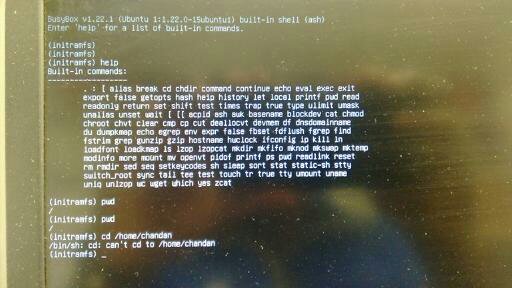 BusyBox v1.22.1 (Ubuntu 1:1.22.0-15ubuntu1) built-in shell (ash)
Enter 'help' for a list of built-in commands.
(initramfs)
(initramfs)
(initramfs) help
Built-in commands:
------------------
. : [ alias break cd chdir command continue echo eval exec exit
export false getopts hash help history let local printf pwd read
readonly return set shift test times trap true type ulimit umask
unalias unset wait [ [[ acpid ash awk basename blockdev cat chmod
chroot chvt clear cmp cp cut deallocvt devmem df dnsdomainname
du dumpkmap echo egrep env expr false fbset fdflush fgrep find
fstrim grep gunzip gzip hostname hwclock ifconfig ip kill ln
loadfont loadkmap ls lzop lzopcat mkdir mkfifo mknod mkswap mktemp
modinfo more mount mv openvt pidof printf ps pwd readlink reset
rm rmdir sed seq setkeycodes sh sleep sort stat static-sh stty
switch_root sync tail tee test touch tr true tty umount uname
uniq unlzop wc wget which yes zcat
(initramfs) pwd
/
(initramfs) pwd
/
(initramfs) cd /home/chandan
/bin/sh: cd: can't cd to /home/chandan
(initramfs) _